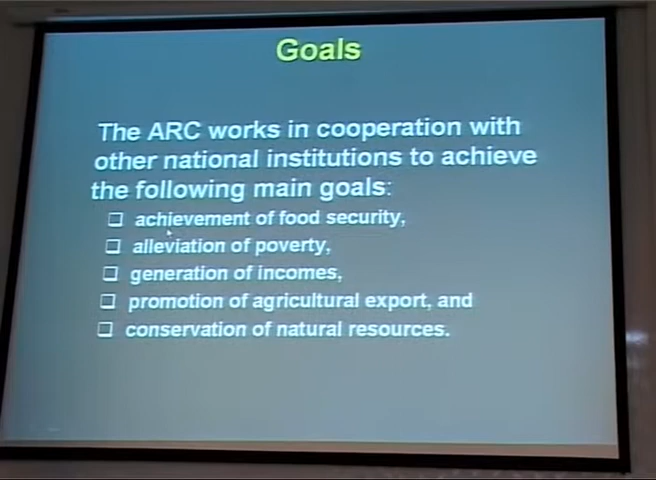 Goals
The ARC works in cooperation with
other national institutions to achieve
the following main goals:
❑ achievement of food security,
❑ alleviation of poverty,
❑ generation of incomes,
❑ promotion of agricultural export, and
❑ conservation of natural resources.